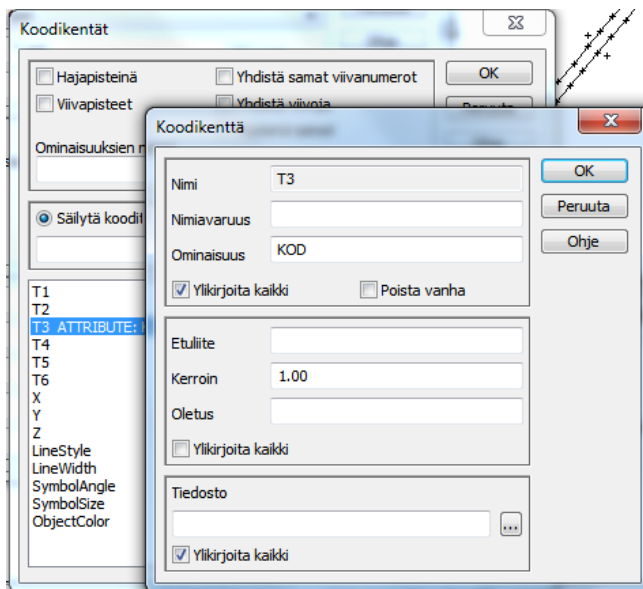 Koodikentät
Hajapisteinä
Yhdistä samat viivanumerot
OK
Viivapisteet
Yhdistä viivoja
Peruuta
Ominaisuuksien
Säilytä koodit
T1
T2
T3 ATTRIBUTE:
T4
T5
T6
X
Y
Z
LineStyle
LineWidth
SymbolAngle
SymbolSize
ObjectColor
Koodikenttä
Nimi T3
OK
Nimiavaruus
Peruuta
Ominaisuus KOD
Ohje
Ylikirjoita kaikki
Poista vanha
Etuliite
Kerroin 1.00
Oletus
Ylikirjoita kaikki
Tiedosto
...
Ylikirjoita kaikki